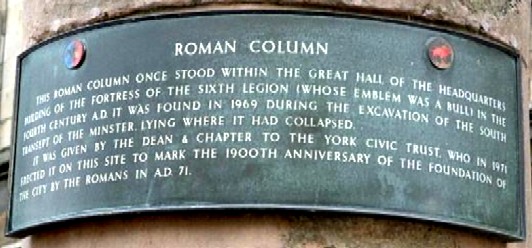 ROMAN COLUMN
THIS ROMAN COLUMN ONCE STOOD WITHIN THE GREAT HALL OF THE HEADQUARTERS
BUILDING OF THE FORTRESS OF THE SIXTH LEGION (WHOSE EMBLEM WAS A BULL) IN THE
FOURTH CENTURY A.D. IT WAS FOUND IN 1969 DURING THE EXCAVATION OF THE SOUTH
TRANSEPT OF THE MINSTER, LYING WHERE IT HAD COLLAPSED.
IT WAS GIVEN BY THE DEAN & CHAPTER TO THE YORK CIVIC TRUST, WHO IN 1971
ERECTED IT ON THIS SITE TO MARK THE 1900TH ANNIVERSARY OF THE FOUNDATION OF
THE CITY BY THE ROMANS IN A.D. 71.